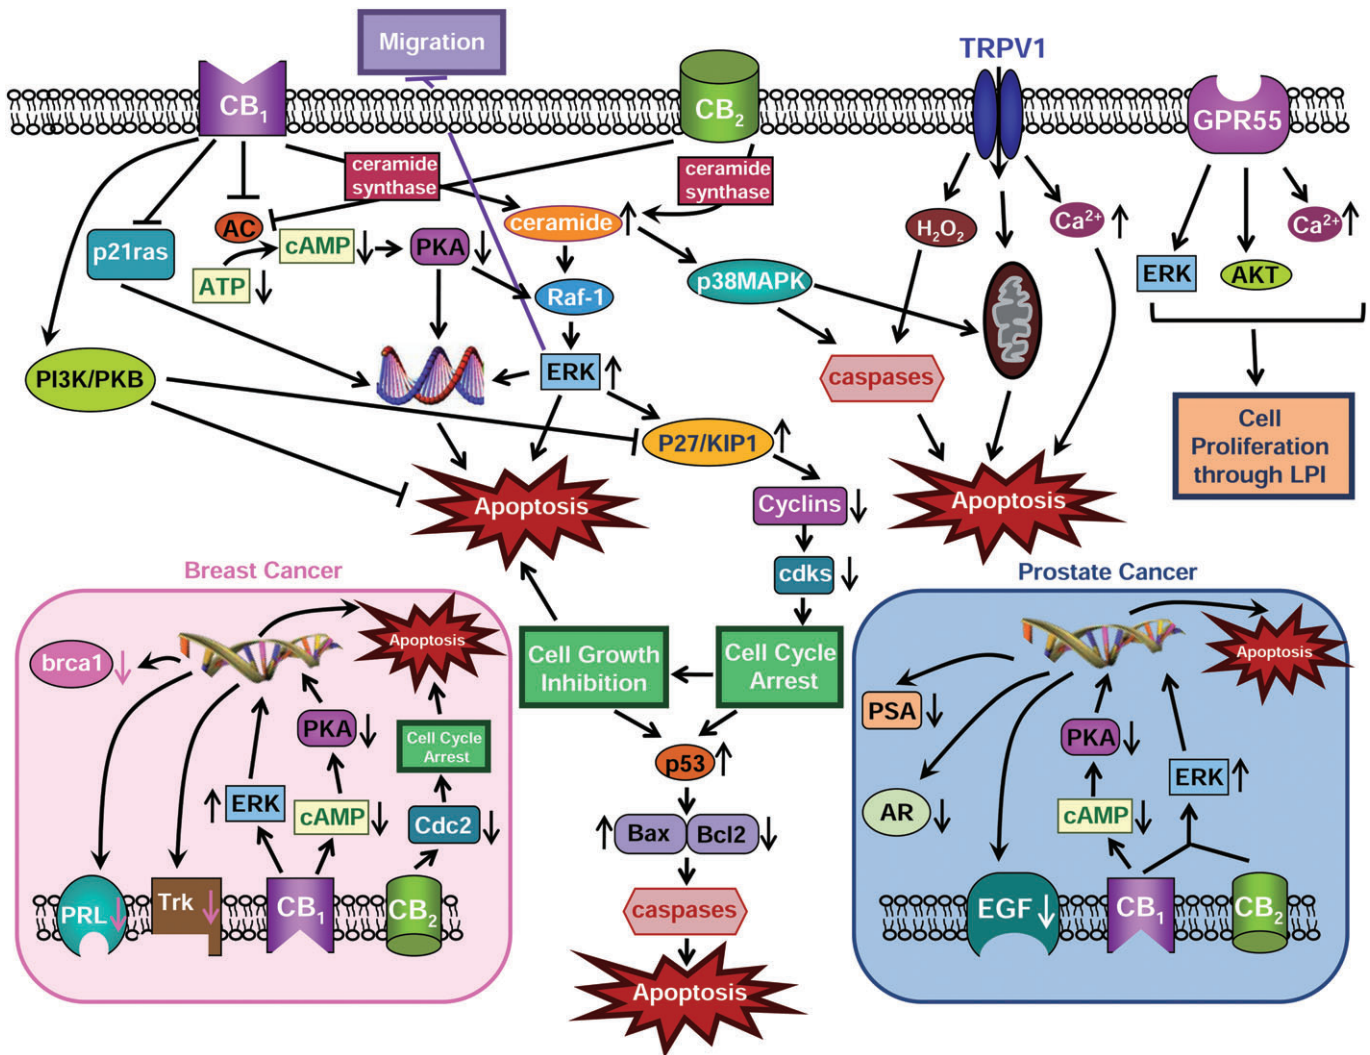 Migration
TRPV1
CB1
CB2
GPR55
ceramide
synthase
ceramide
synthase
AC
ceramide
H2O2
Ca2+
Ca2+
p21ras
cAMP
PKA
ATP
Raf-1
p38MAPK
ERK
AKT
PI3K/PKB
ERK
caspases
P27/KIP1
Cell
Proliferation
through LPI
Apoptosis
Cyclins
Apoptosis
cdks
Cell Growth
Inhibition
Cell Cycle
Arrest
p53
Bax
Bcl2
caspases
Apoptosis
Breast Cancer
Apoptosis
brca1
PKA
Cell Cycle
Arrest
ERK
cAMP
Cdc2
PRL
Trk
CB1
CB2
Prostate Cancer
Apoptosis
PSA
PKA
ERK
AR
cAMP
EGF
CB1
CB2